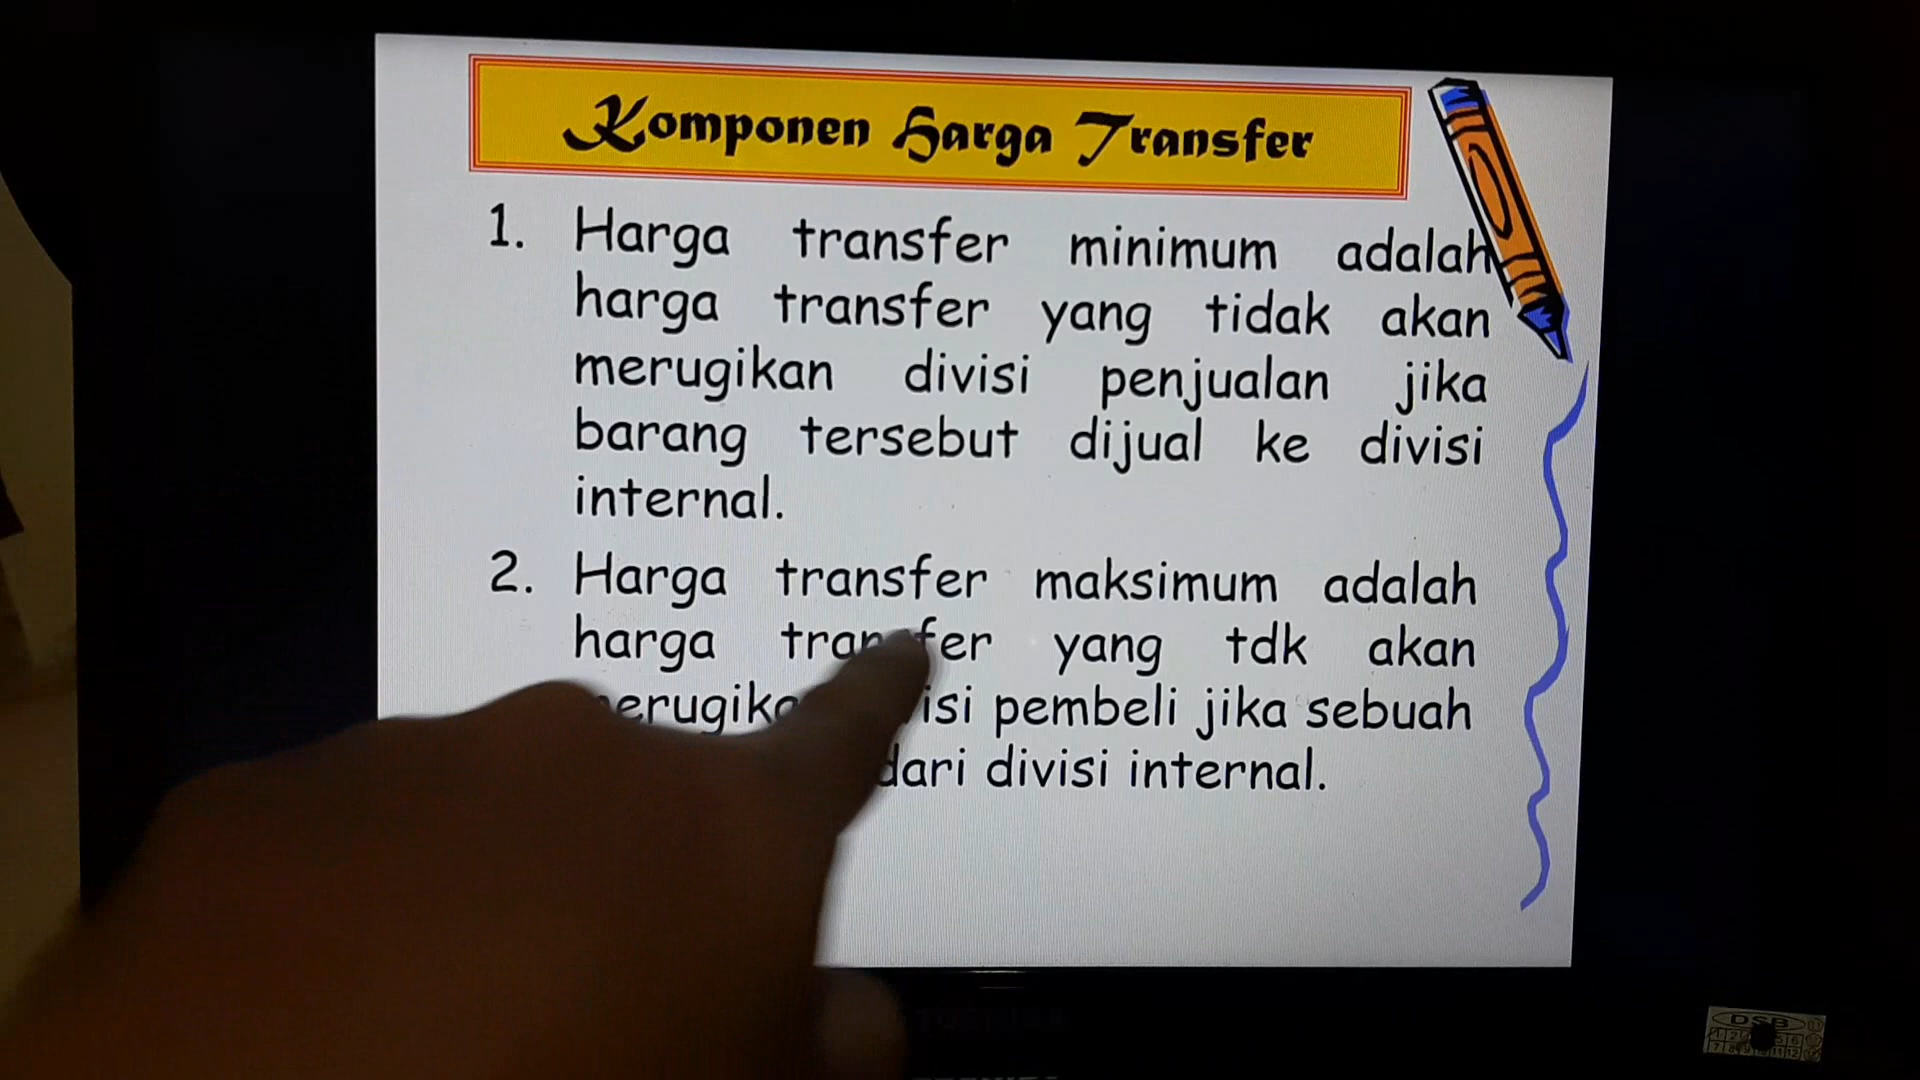 Komponen Harga Transfer
1. Harga transfer minimum adalah
harga transfer yang tidak akan
merugikan divisi penjualan jika
barang tersebut dijual ke divisi
internal.
2. Harga transfer maksimum adalah
harga yang tdk akan
pembeli jika sebuah
dari divisi internal.
DSB